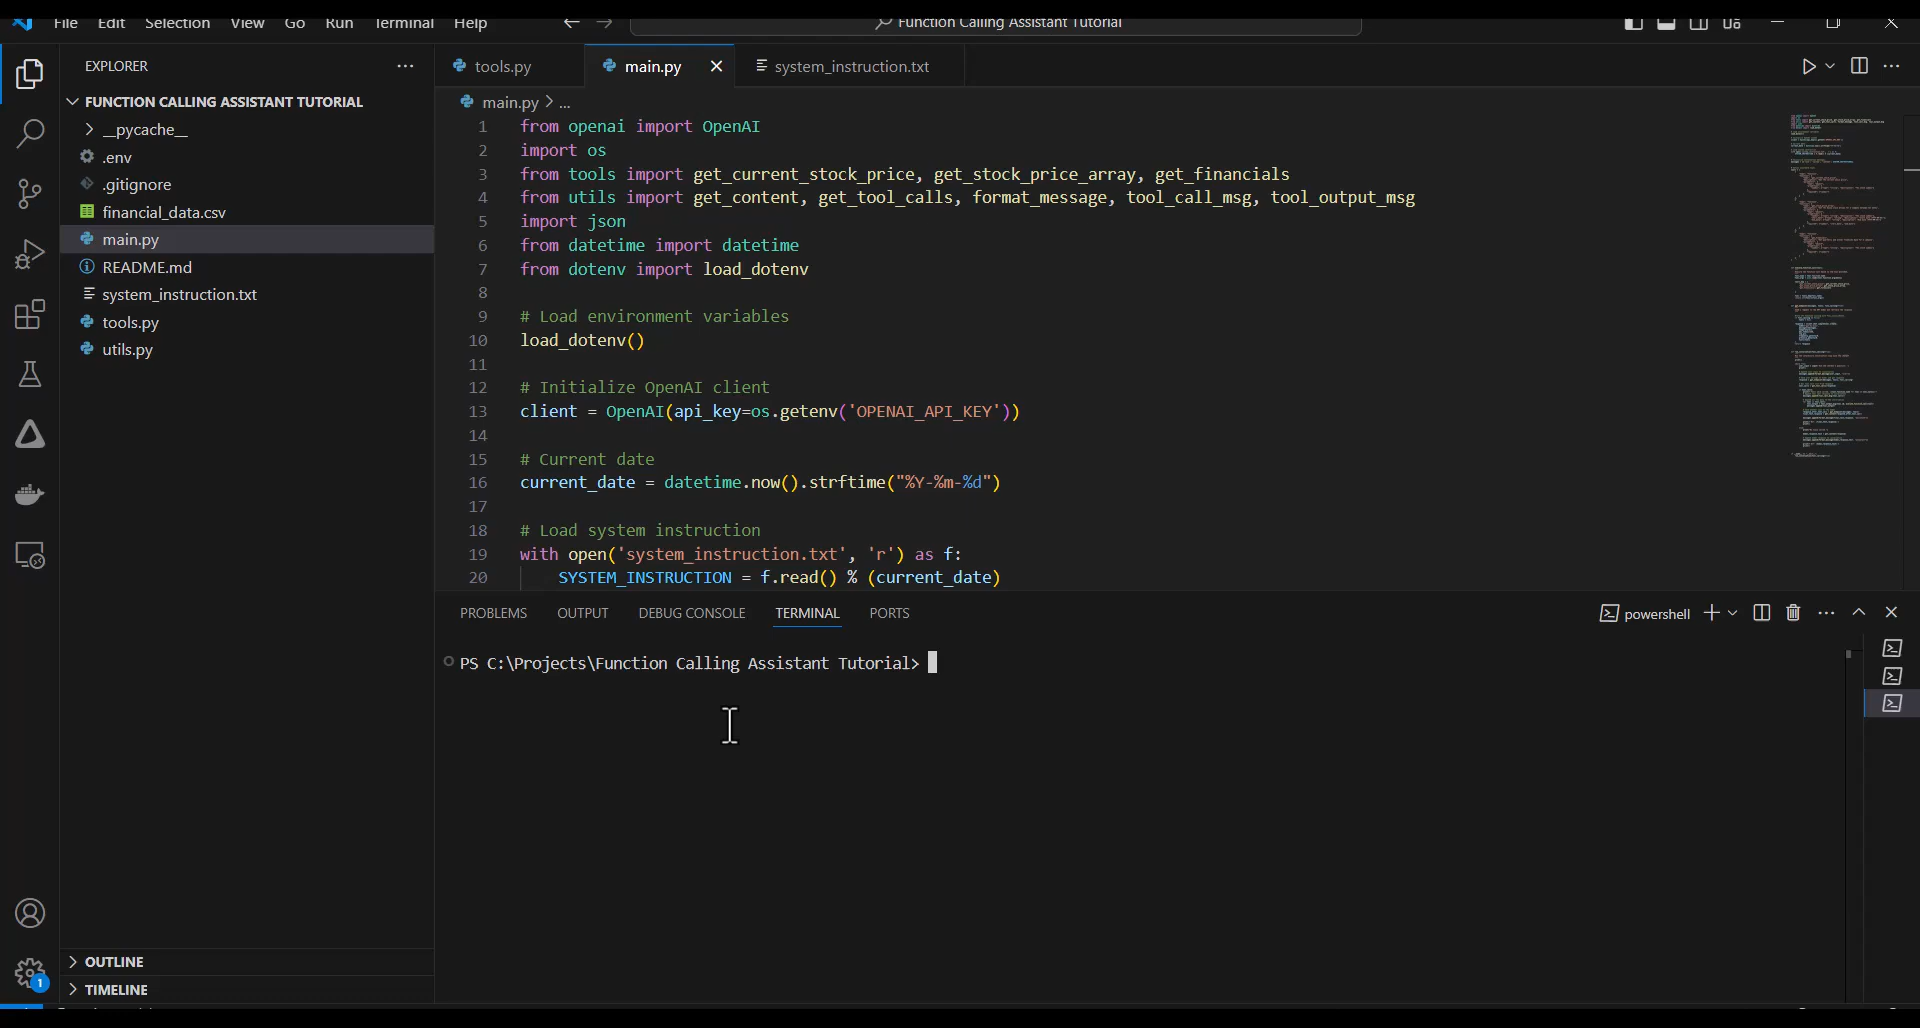 File Edit Selection View Go Run Terminal Help
Function Calling Assistant Tutorial
EXPLORER
FUNCTION CALLING ASSISTANT TUTORIAL
__pycache__
.env
.gitignore
financial_data.csv
main.py
README.md
system_instruction.txt
tools.py
utils.py
OUTLINE
TIMELINE
1
tools.py main.py system_instruction.txt
main.py > ...
1 from openai import OpenAI
2 import os
3 from tools import get_current_stock_price, get_stock_price_array, get_financials
4 from utils import get_content, get_tool_calls, format_message, tool_call_msg, tool_output_msg
5 import json
6 from datetime import datetime
7 from dotenv import load_dotenv
8
9 # Load environment variables
10 load_dotenv()
11
12 # Initialize OpenAI client
13 client = OpenAI(api_key=os.getenv('OPENAI_API_KEY'))
14
15 # Current date
16 current_date = datetime.now().strftime("%Y-%m-%d")
17
18 # Load system instruction
19 with open('system_instruction.txt', 'r') as f:
20 SYSTEM_INSTRUCTION = f.read() % (current_date)
PROBLEMS OUTPUT DEBUG CONSOLE TERMINAL PORTS
powershell
PS C:\Projects\Function Calling Assistant Tutorial>